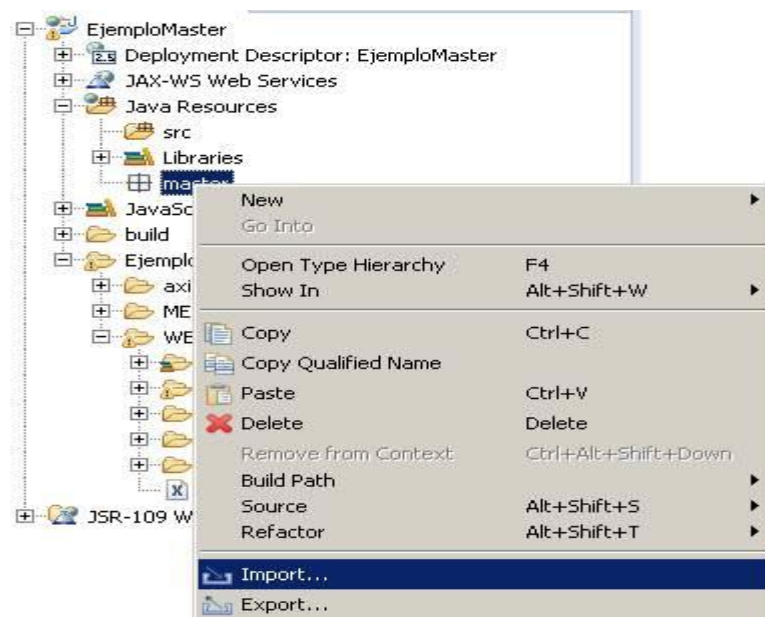 EjemploMaster
2.5 Deployment Descriptor: EjemploMaster
JAX-WS Web Services
Java Resources
src
Libraries
master
JavaSc
build
Ejemplo
axi
ME
WE
X
JSR-109 W
New
Go Into
Open Type Hierarchy F4
Show In Alt+Shift+W
Copy Ctrl+C
Copy Qualified Name
Paste Ctrl+V
Delete Delete
Remove from Context Ctrl+Alt+Shift+Down
Build Path
Source Alt+Shift+S
Refactor Alt+Shift+T
Import...
Export...